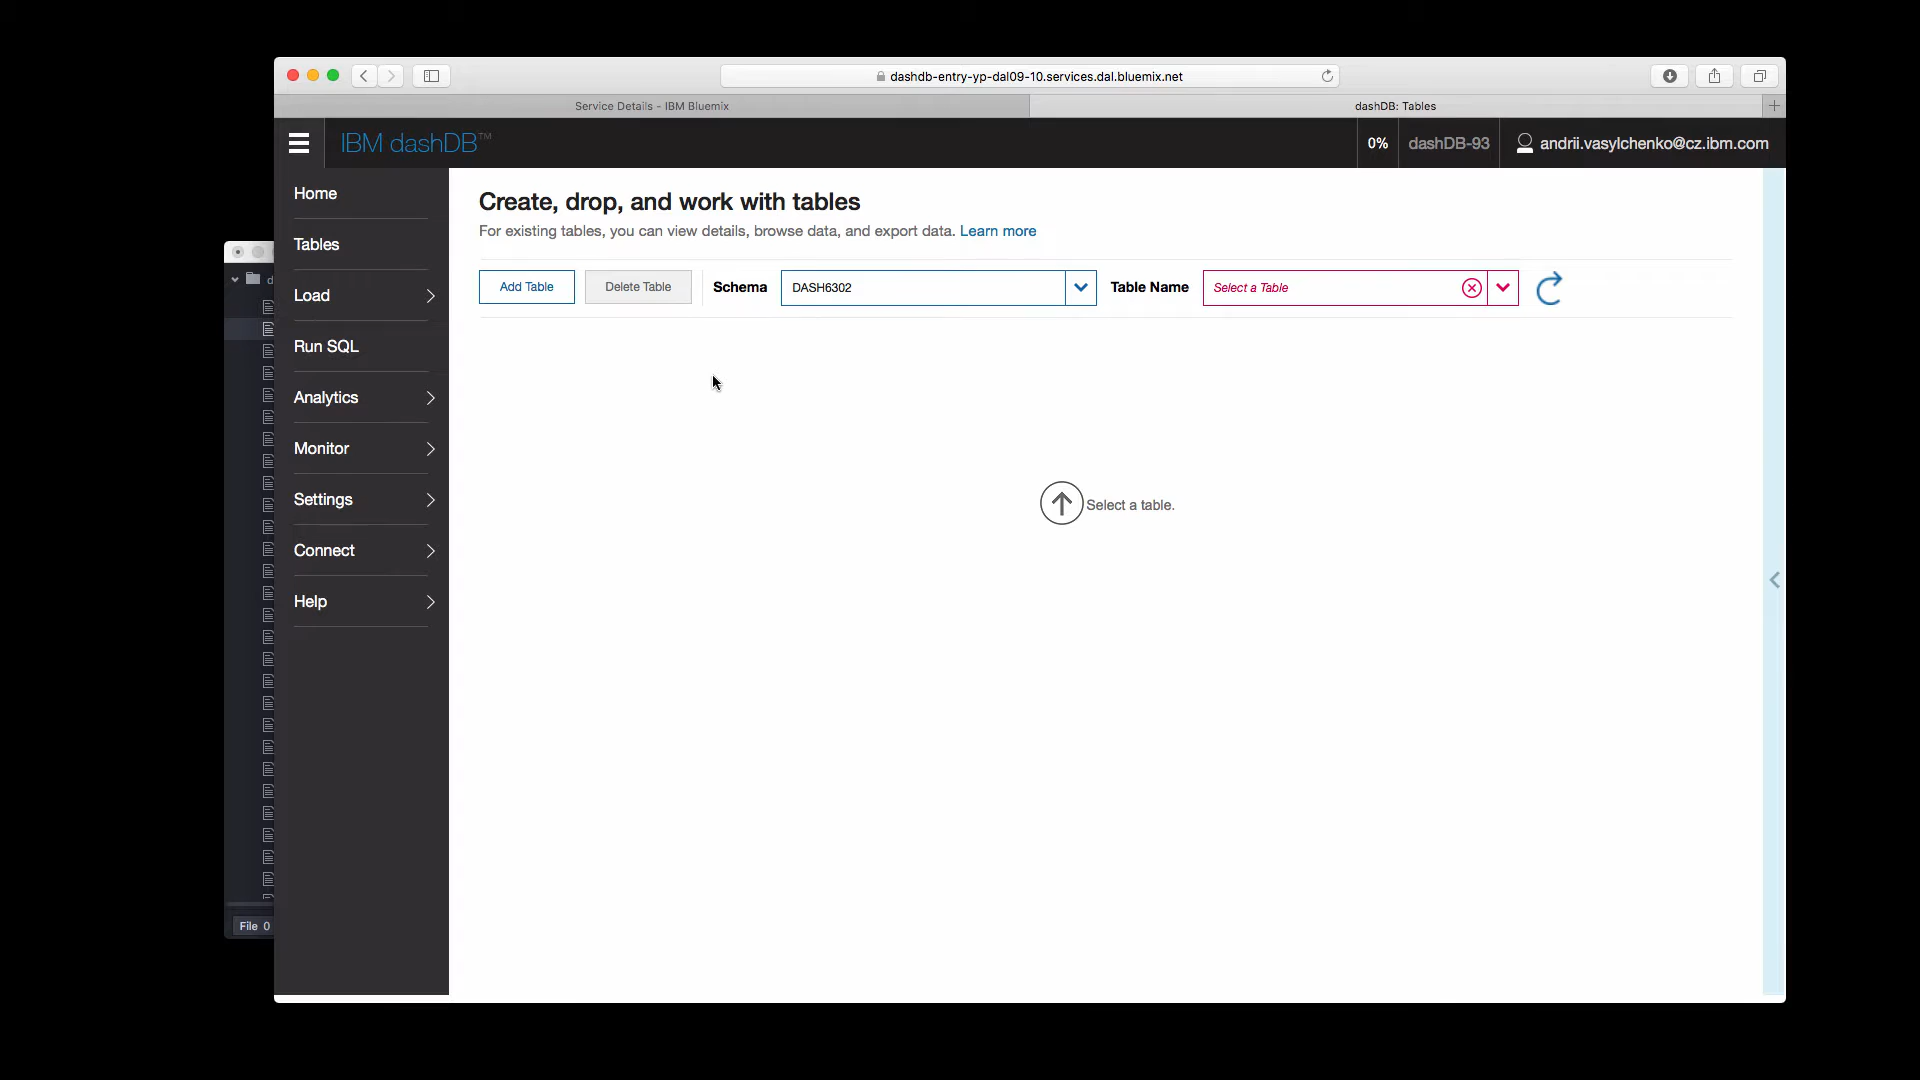 dashdb-entry-yp-dal09-10.services.dal.bluemix.net
Service Details - IBM Bluemix
dashDB: Tables
IBM dashDB™
0%
dashDB-93
andrii.vasylchenko@cz.ibm.com
Home
Tables
Load
Run SQL
Analytics
Monitor
Settings
Connect
Help
Create, drop, and work with tables
For existing tables, you can view details, browse data, and export data. Learn more
Add Table
Delete Table
Schema
DASH6302
Table Name
Select a Table
Select a table.
d
File 0